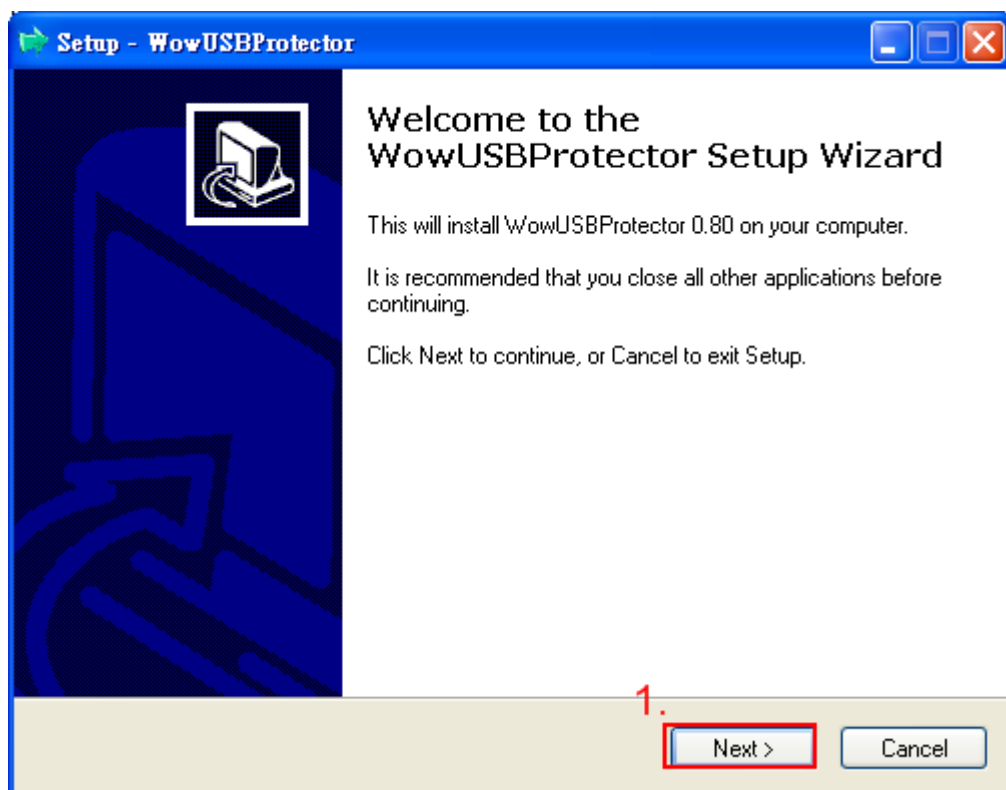 Setup - WowUSBProtector
Welcome to the
WowUSBProtector Setup Wizard
This will install WowUSBProtector 0.80 on your computer.
It is recommended that you close all other applications before
continuing.
Click Next to continue, or Cancel to exit Setup.
1.
Next >
Cancel